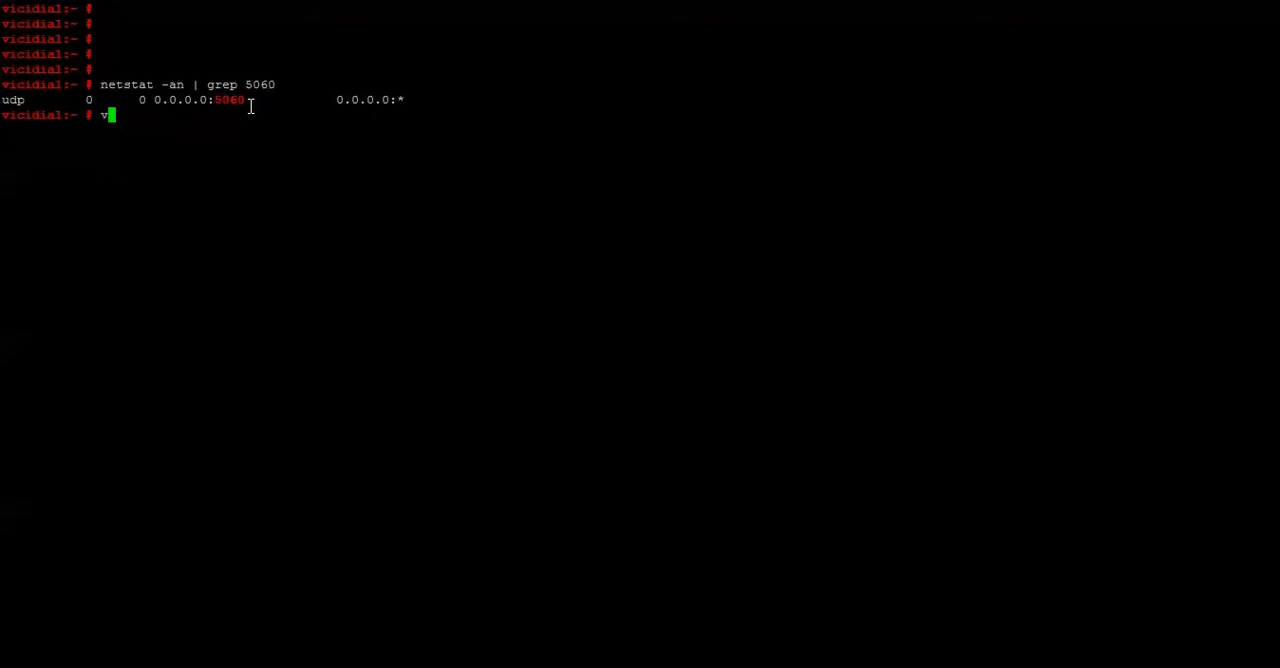 vicidial:~ #
vicidial:~ #
vicidial:~ #
vicidial:~ #
vicidial:~ #
vicidial:~ # netstat -an | grep 5060
udp        0      0 0.0.0.0:5060            0.0.0.0:*
vicidial:~ # v